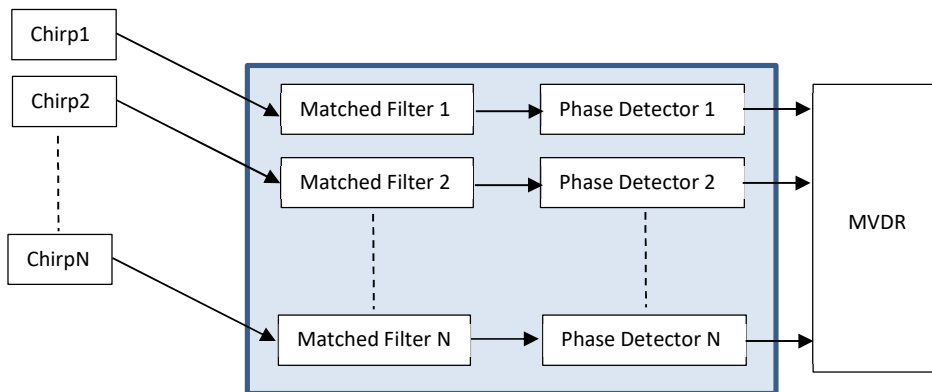 Chirp1
Chirp2
ChirpN
Matched Filter 1
Phase Detector 1
Matched Filter 2
Phase Detector 2
Matched Filter N
Phase Detector N
MVDR